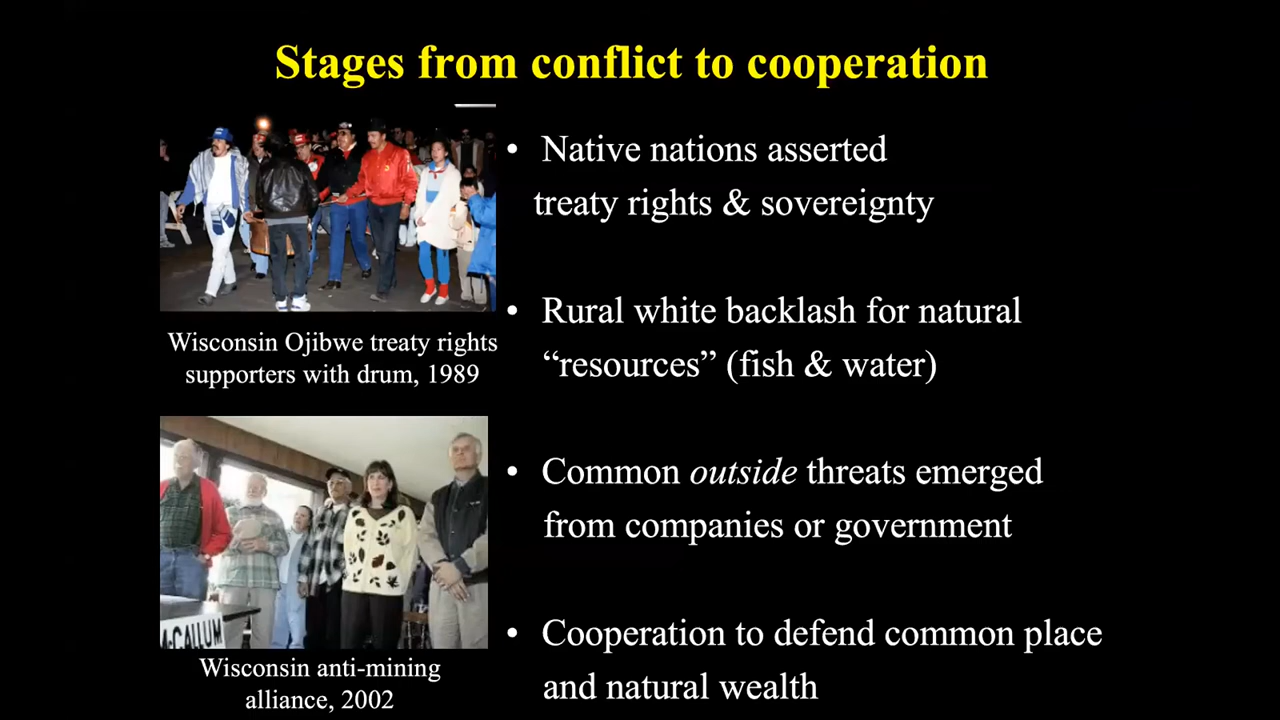 Stages from conflict to cooperation
• Native nations asserted
treaty rights & sovereignty
• Rural white backlash for natural
“resources” (fish & water)
• Common outside threats emerged
from companies or government
• Cooperation to defend common place
and natural wealth
Wisconsin Ojibwe treaty rights
supporters with drum, 1989
McCALLUM
Wisconsin anti-mining
alliance, 2002